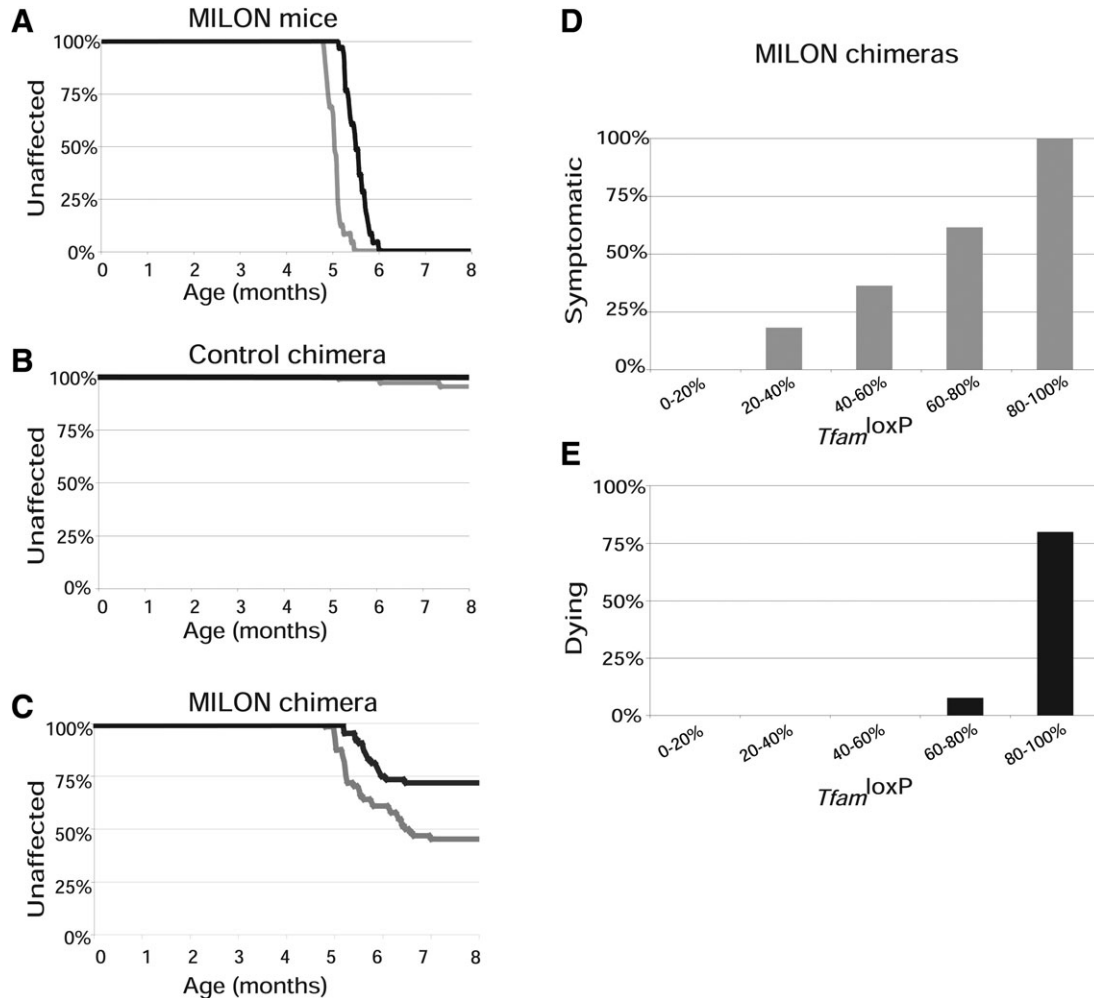 A
MILON mice
100%
75%
50%
25%
0%
Unaffected
0 1 2 3 4 5 6 7 8
Age (months)
B
Control chimera
100%
75%
50%
25%
0%
Unaffected
0 1 2 3 4 5 6 7 8
Age (months)
C
MILON chimera
100%
75%
50%
25%
0%
Unaffected
0 1 2 3 4 5 6 7 8
Age (months)
D
MILON chimeras
100%
75%
50%
25%
0%
Symptomatic
0-20% 20-40% 40-60% 60-80% 80-100%
Tfam loxP
E
100%
75%
50%
25%
0%
Dying
0-20% 20-40% 40-60% 60-80% 80-100%
Tfam loxP